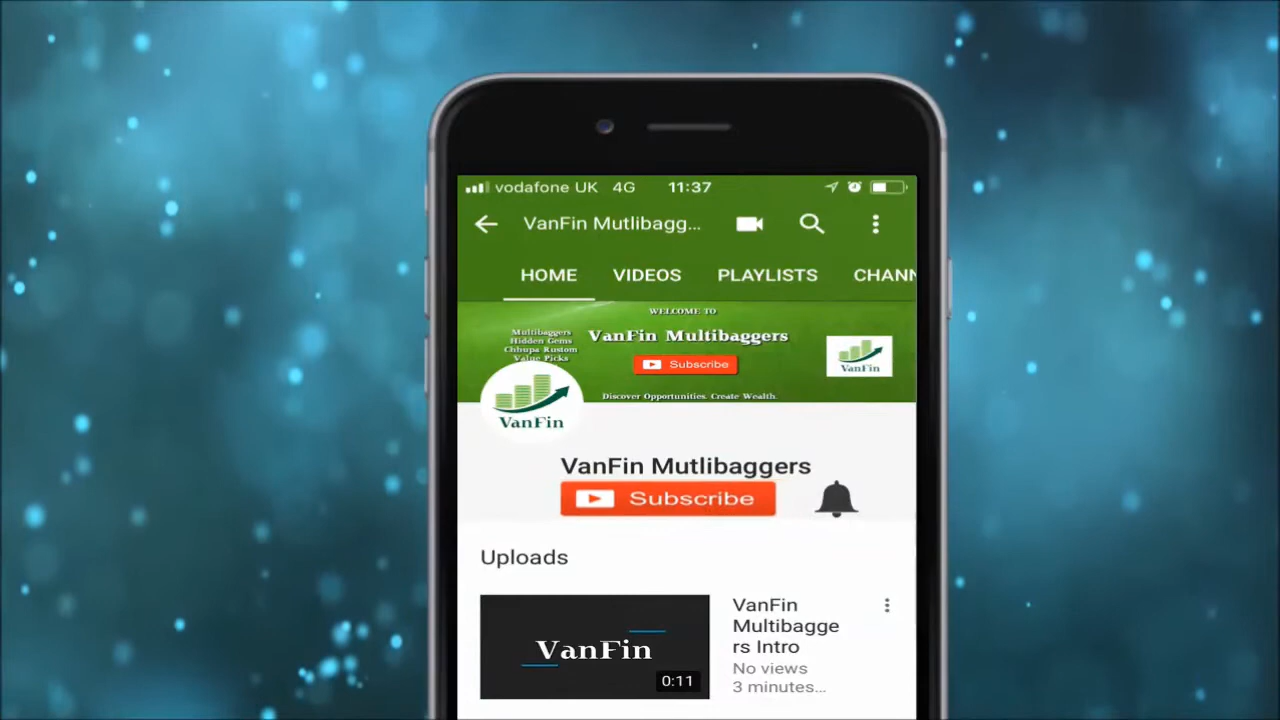 vodafone UK 4G 11:37
VanFin Mutlibagg...
HOME VIDEOS PLAYLISTS CHANN
WELCOME TO
VanFin Multibaggers
Subscribe
Discover Opportunities. Create Wealth.
Multibaggers
Hidden Gems
Chhupa Rustom
Value Picks
VanFin
VanFin
VanFin Mutlibaggers
Subscribe
Uploads
VanFin
0:11
VanFin
Multibagge
rs Intro
No views
3 minutes...